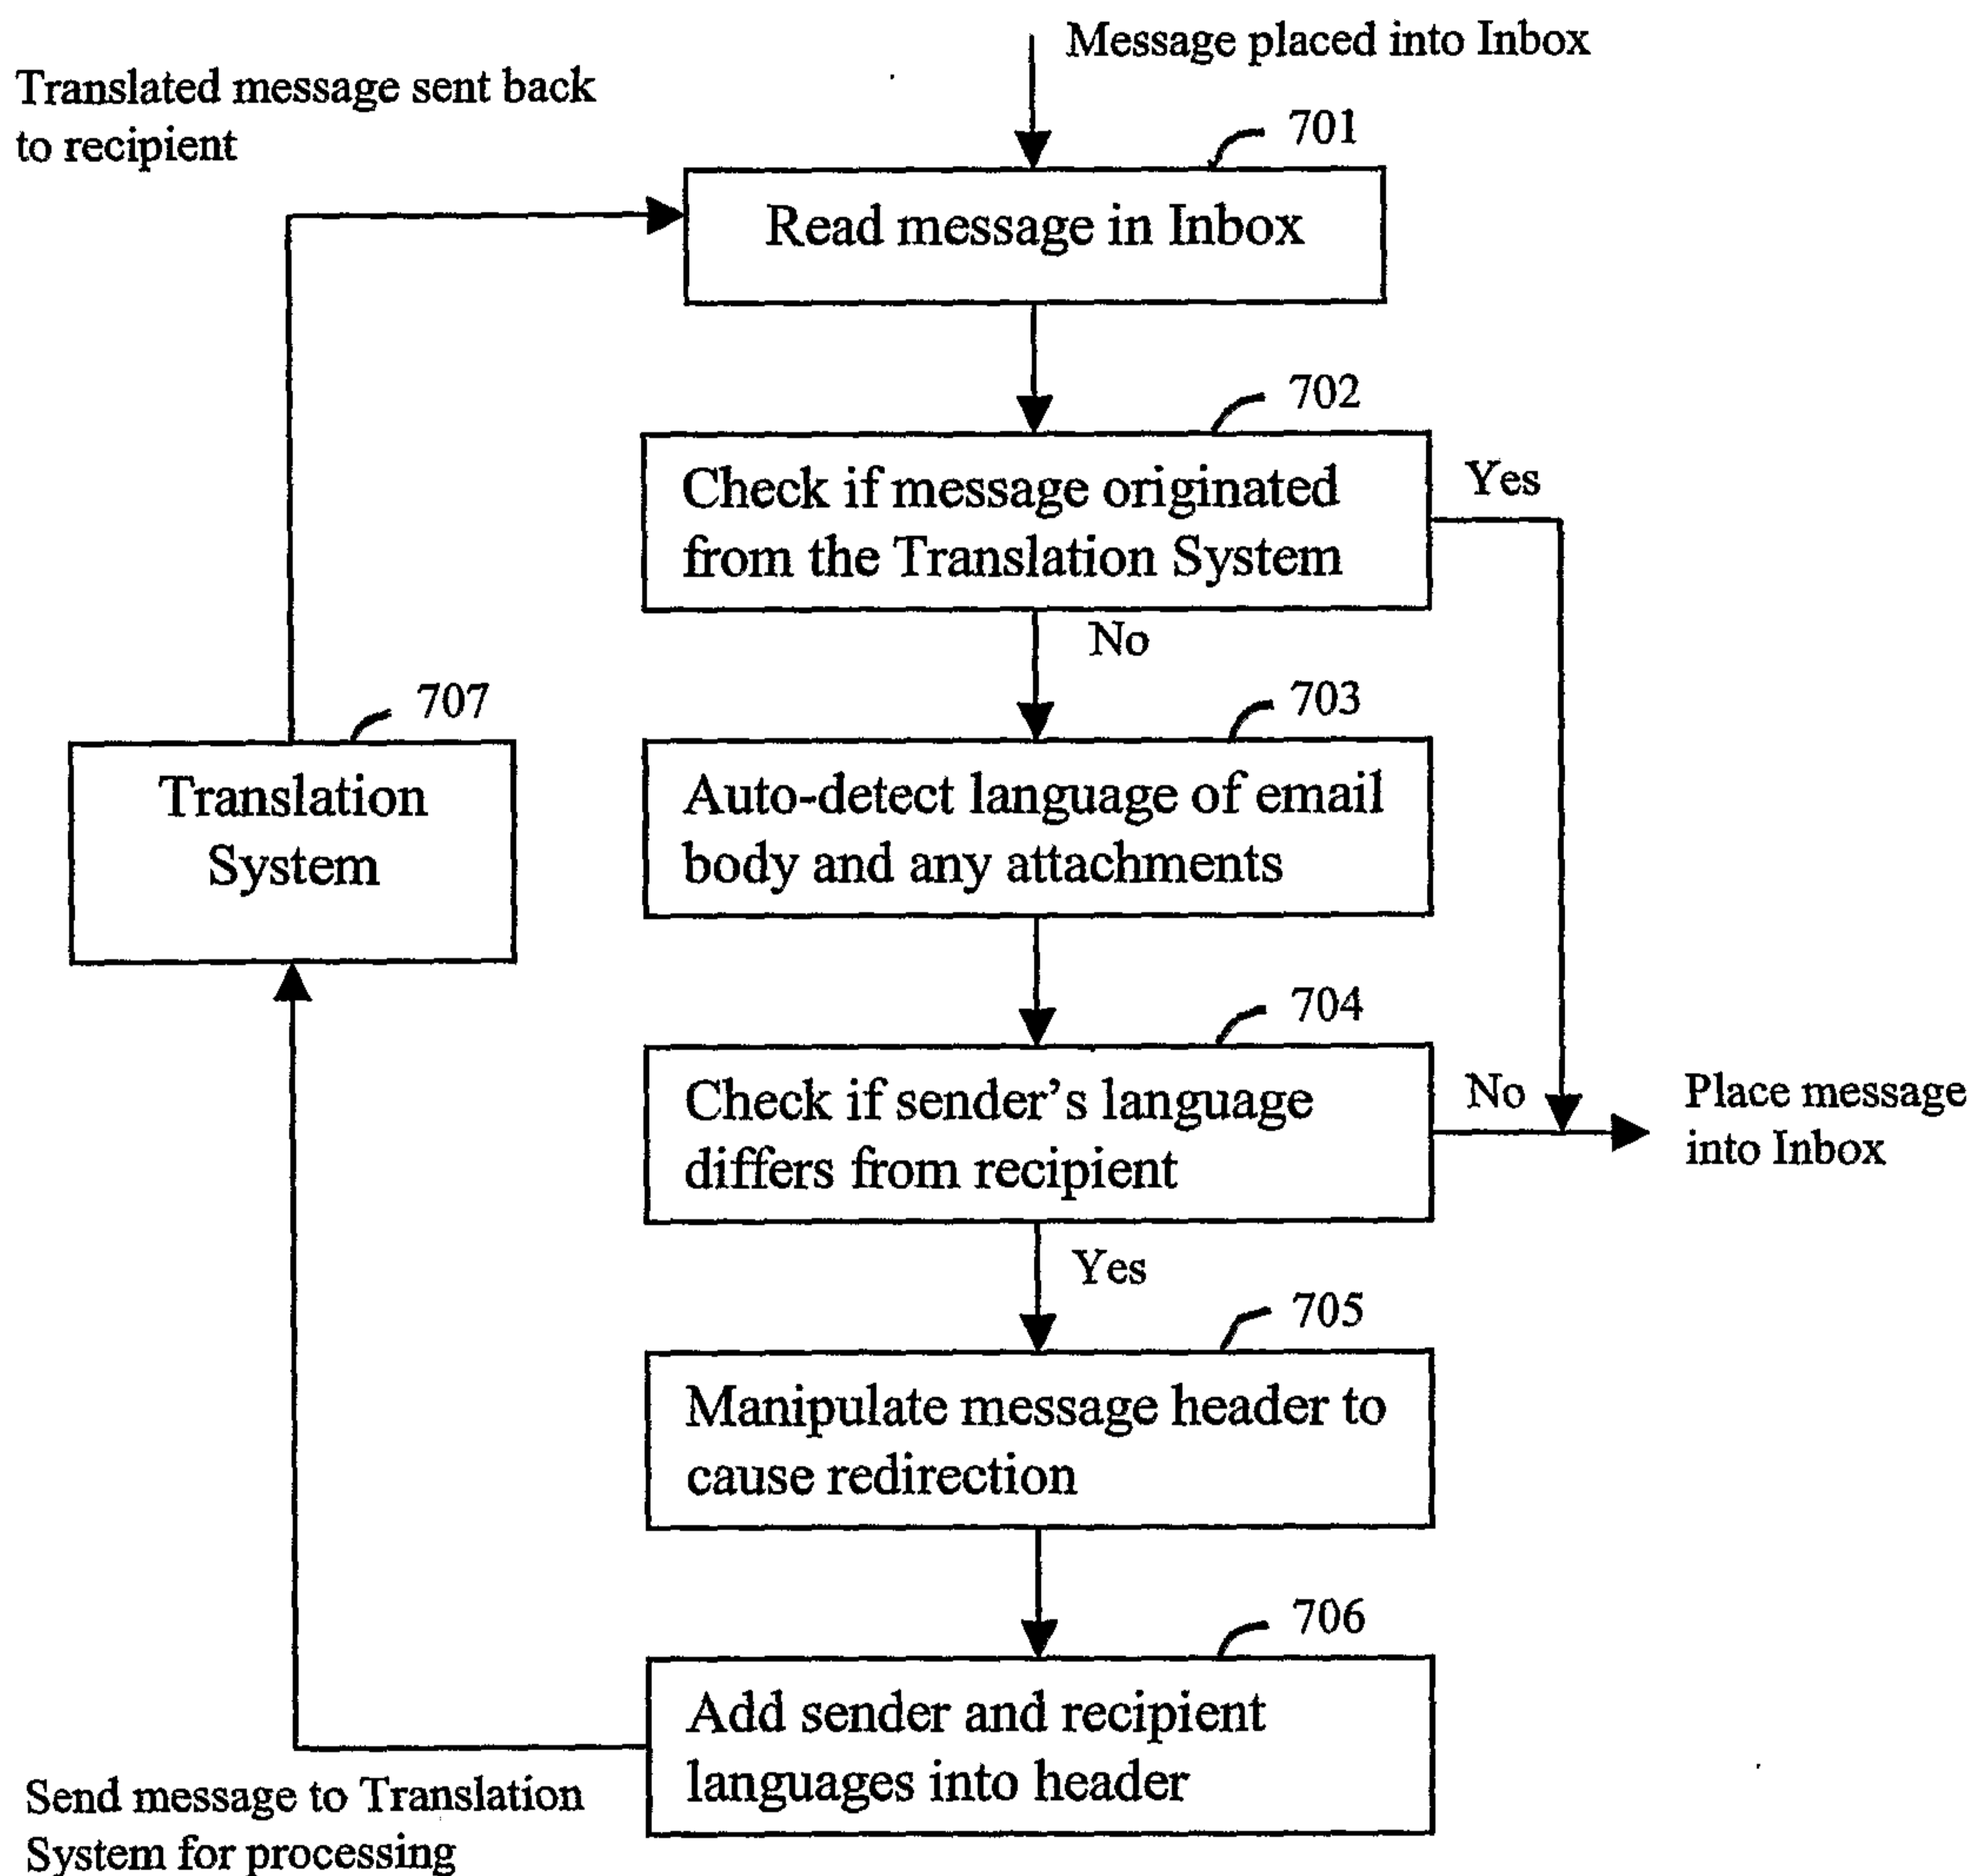 Message placed into Inbox
Translated message sent back
to recipient
701
Read message in Inbox
702
Check if message originated
from the Translation System
Yes
No
707
Translation
System
703
Auto-detect language of email
body and any attachments
704
Check if sender's language
differs from recipient
No
Place message
into Inbox
Yes
705
Manipulate message header to
cause redirection
706
Add sender and recipient
languages into header
Send message to Translation
System for processing